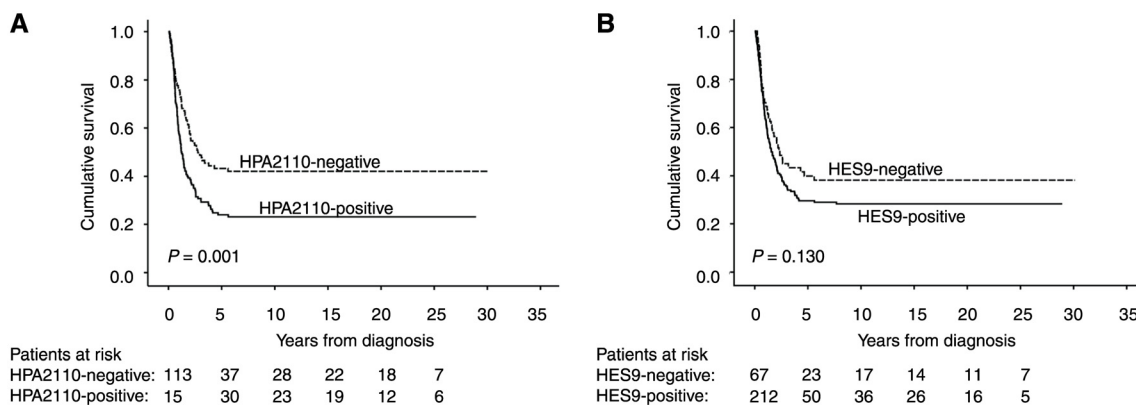 A
1.0
0.8
0.6
0.4
0.2
0.0
Cumulative survival
HPA2110-negative
HPA2110-positive
P = 0.001
0 5 10 15 20 25 30 35
Years from diagnosis
Patients at risk
HPA2110-negative: 113 37 28 22 18 7
HPA2110-positive: 15 30 23 19 12 6
B
1.0
0.8
0.6
0.4
0.2
0.0
Cumulative survival
HES9-negative
HES9-positive
P = 0.130
0 5 10 15 20 25 30 35
Years from diagnosis
Patients at risk
HES9-negative: 67 23 17 14 11 7
HES9-positive: 212 50 36 26 16 5